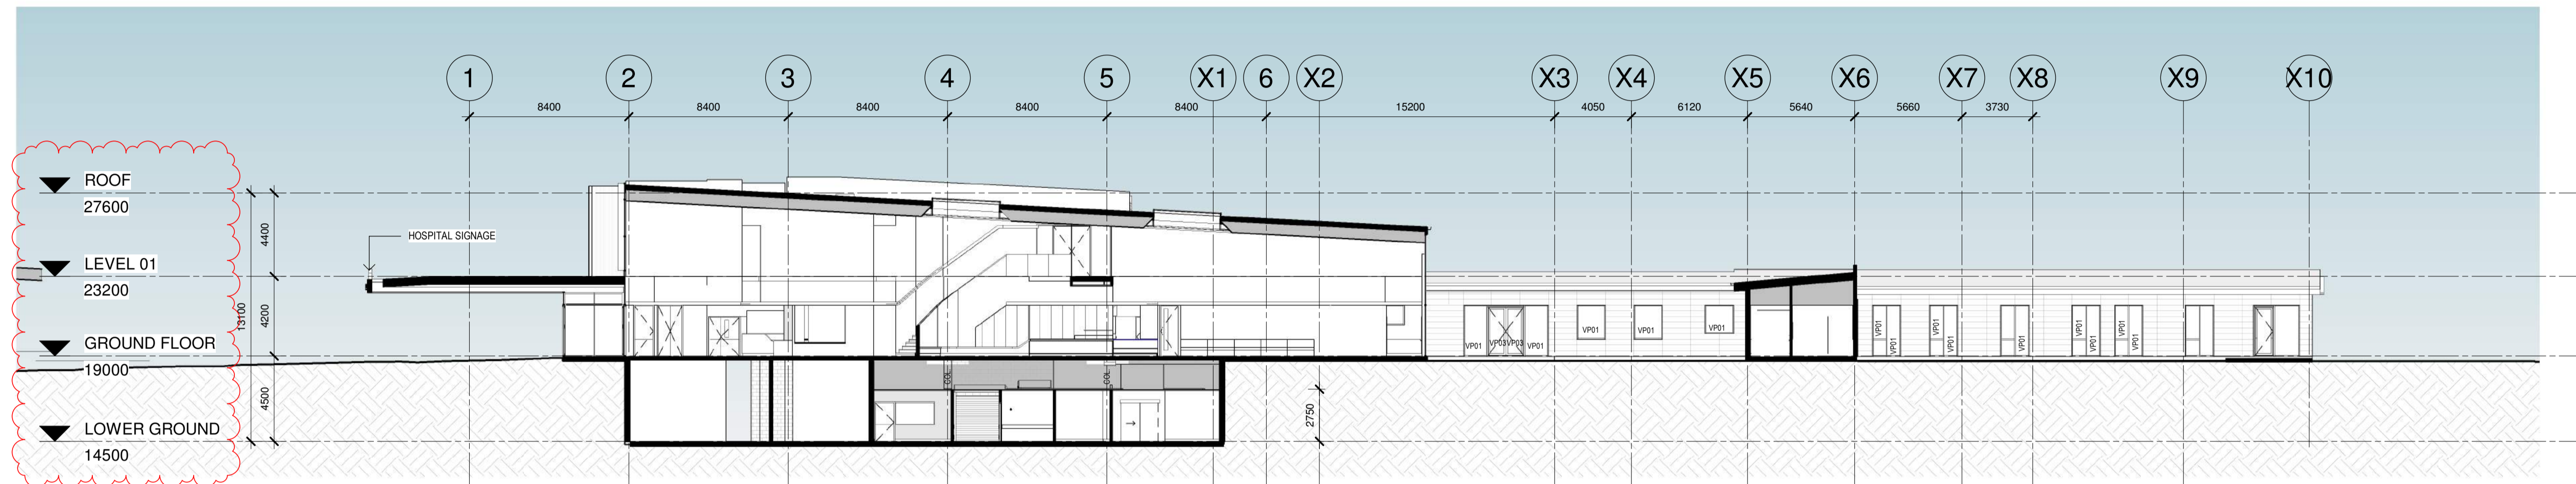 1 2 3 4 5 X1 6 X2 X3 X4 X5 X6 X7 X8 X9 X10
8400 8400 8400 8400 8400 15200 4050 6120 5640 5660 3730
ROOF
27600
4400
HOSPITAL SIGNAGE
LEVEL 01
23200
13100
4200
GROUND FLOOR
19000
4500
LOWER GROUND
14500
COL
COL
2750
VP01
VP03
VP03
VP01
VP01
VP01
VP01
VP01
VP01
VP01
VP01
VP01
VP01
VP01
VP01
VP01